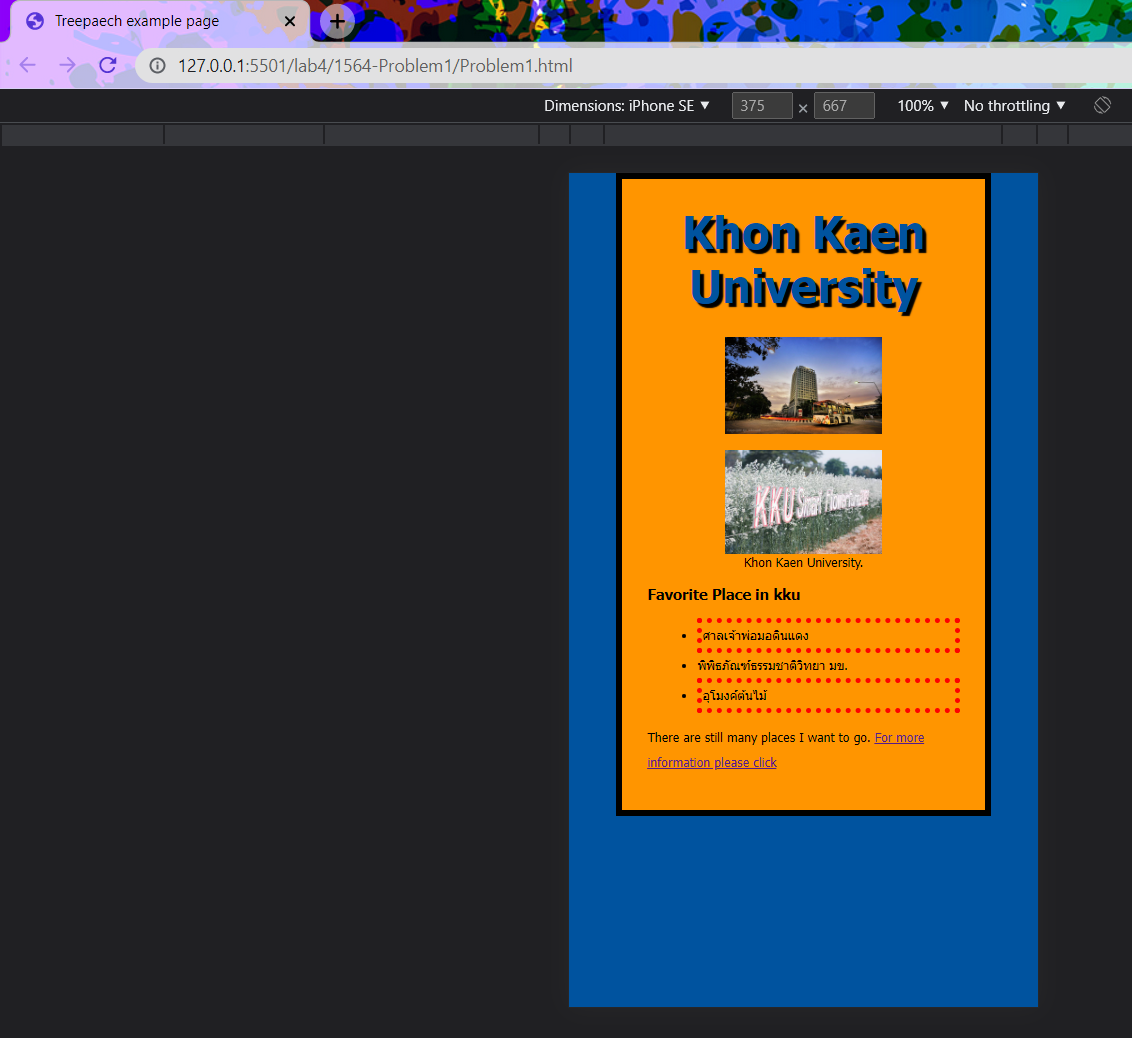 Treepaech example page
127.0.0.1:5501/lab4/1564-Problem1/Problem1.html
Dimensions: iPhone SE ▼ 375 × 667 100% ▼ No throttling ▼
Khon Kaen
University
KKU Smart
Khon Kaen University.
Favorite Place in kku
• ศาลเจ้าพ่อมอดินแดง
• พิพิธภัณฑ์ธรรมชาติวิทยา มข.
• อุโมงค์ต้นไม้
There are still many places I want to go. For more
information please click